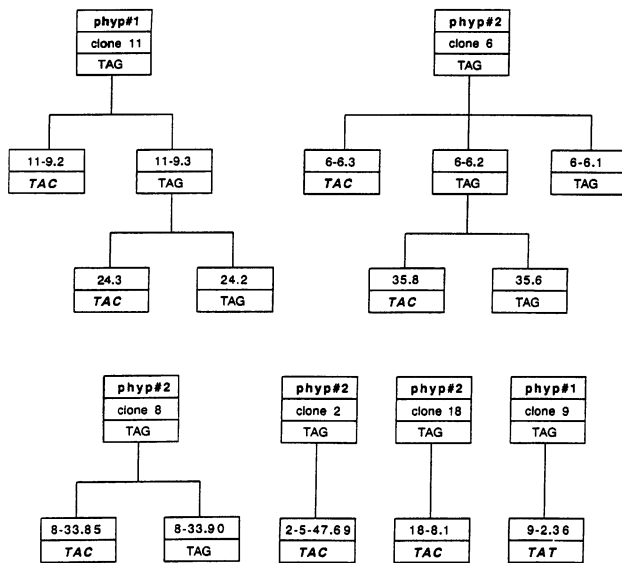 phyp#1
clone 11
TAG
phyp#2
clone 6
TAG
11-9.2
TAC
11-9.3
TAG
6-6.3
TAC
6-6.2
TAG
6-6.1
TAG
24.3
TAC
24.2
TAG
35.8
TAC
35.6
TAG
phyp#2
clone 8
TAG
phyp#2
clone 2
TAG
phyp#2
clone 18
TAG
phyp#1
clone 9
TAG
8-33.85
TAC
8-33.90
TAG
2-5-47.69
TAC
18-8.1
TAC
9-2.36
TAT